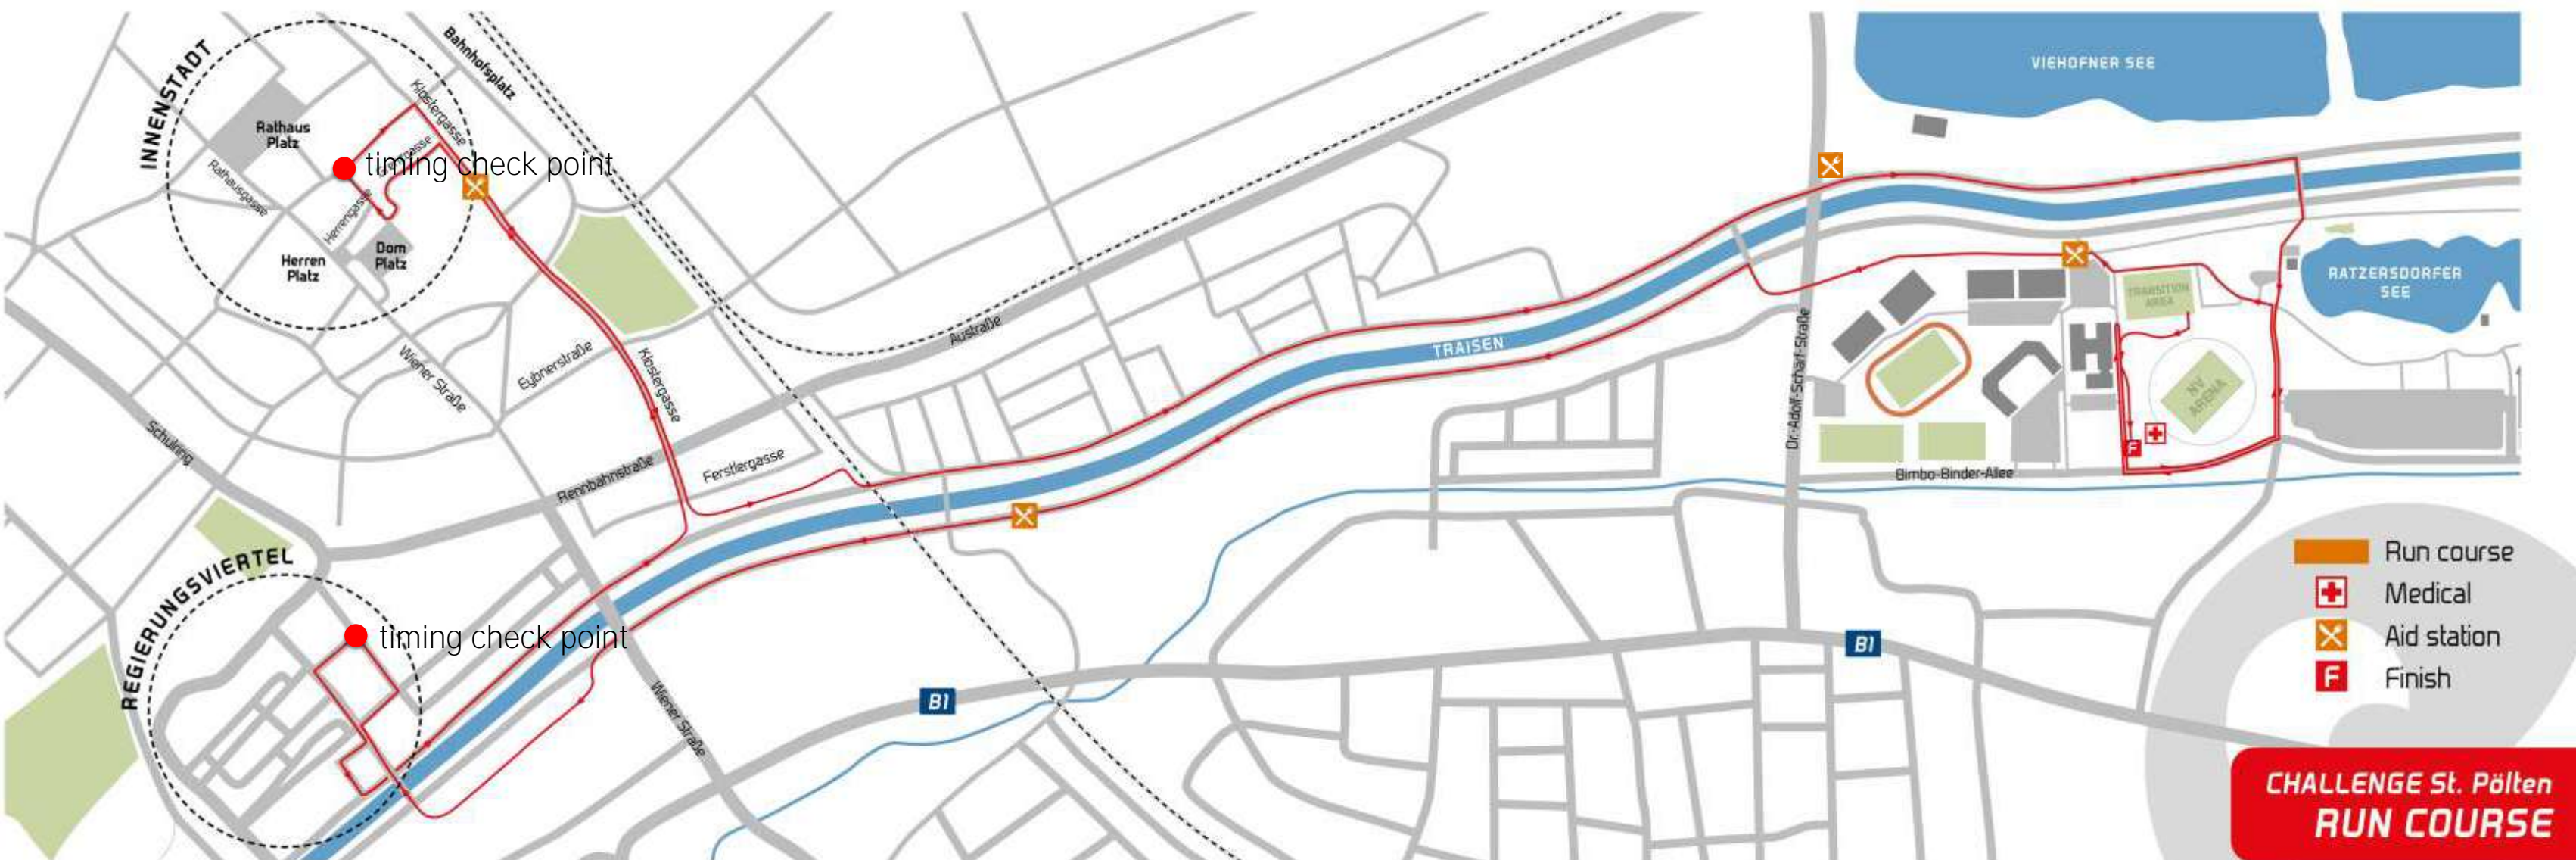 INNENSTADT
Bahnhofsplatz
VIEHOFNER SEE
Klostergasse
Rathaus
Platz
timing check point
Rathausgasse
Herrengasse
Dom
Platz
Herren
Platz
TRANSITION
AREA
RATZERSDORFER
SEE
Austraße
TRAISEN
Dr.-Adolf-Schärf-Straße
Wiener Straße
Eybnerstraße
Klostergasse
NV
ARENA
Schulring
F
Rennbahnstraße
Ferstlergasse
Bimbo-Binder-Allee
REGIERUNGSVIERTEL
timing check point
Wiener Straße
B1
B1
Run course
Medical
Aid station
F Finish
CHALLENGE St. Pölten
RUN COURSE